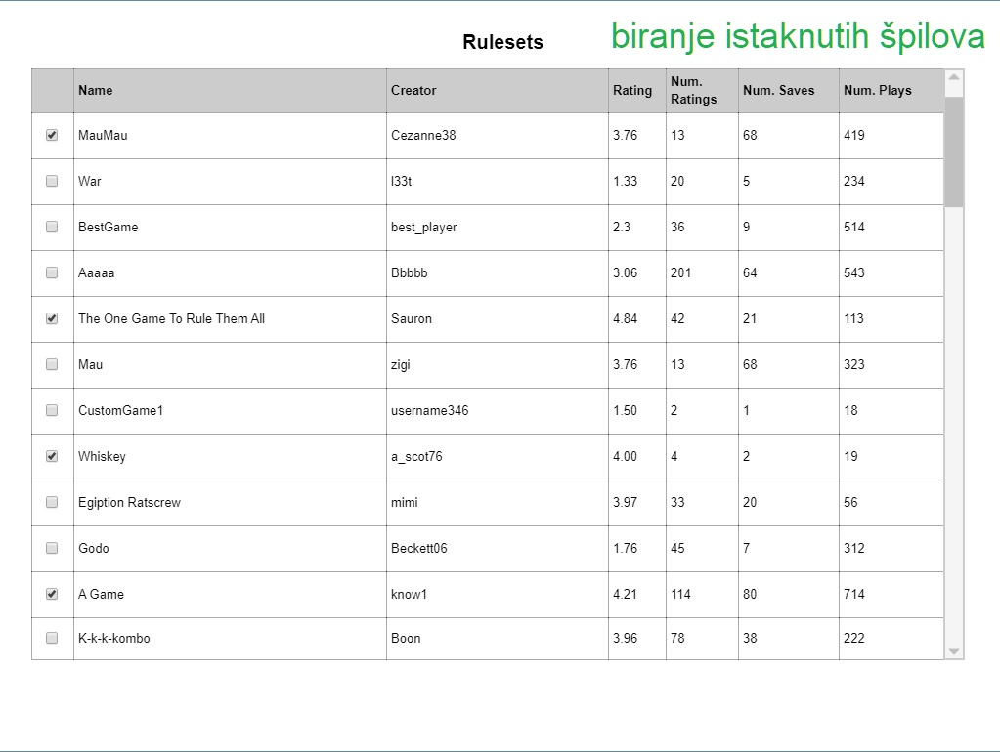 Rulesets
biranje istaknutih špilova
Name Creator Rating Num. Ratings Num. Saves Num. Plays
MauMau Cezanne38 3.76 13 68 419
War l33t 1.33 20 5 234
BestGame best_player 2.3 36 9 514
Aaaaa Bbbbb 3.06 201 64 543
The One Game To Rule Them All Sauron 4.84 42 21 113
Mau zigi 3.76 13 68 323
CustomGame1 username346 1.50 2 1 18
Whiskey a_scot76 4.00 4 2 19
Egiption Ratscrew mimi 3.97 33 20 56
Godo Beckett06 1.76 45 7 312
A Game know1 4.21 114 80 714
K-k-k-kombo Boon 3.96 78 38 222